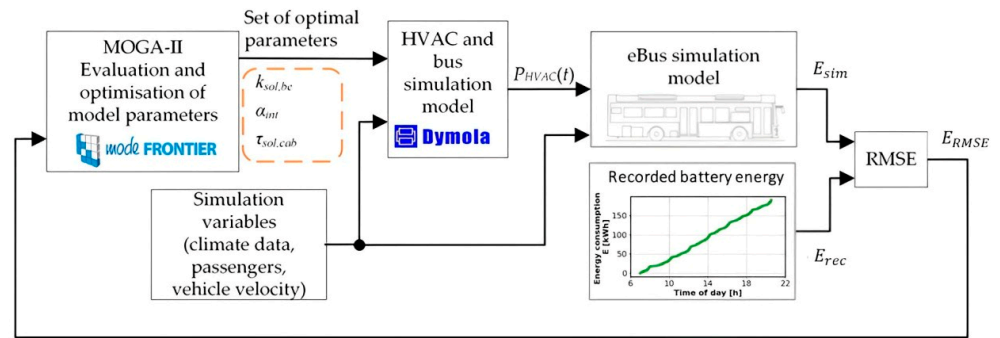 MOGA-II
Evaluation and
optimisation of
model parameters
mode FRONTIER
Set of optimal
parameters
k_sol,bc
α_int
τ_sol,cab
HVAC and
bus
simulation
model
Dymola
P_HVAC(t)
eBus simulation
model
E_sim
Recorded battery energy
Energy consumption
E [kWh]
150
100
50
0
6
10
14
18
22
Time of day [h]
E_rec
RMSE
E_RMSE
Simulation
variables
(climate data,
passengers,
vehicle velocity)